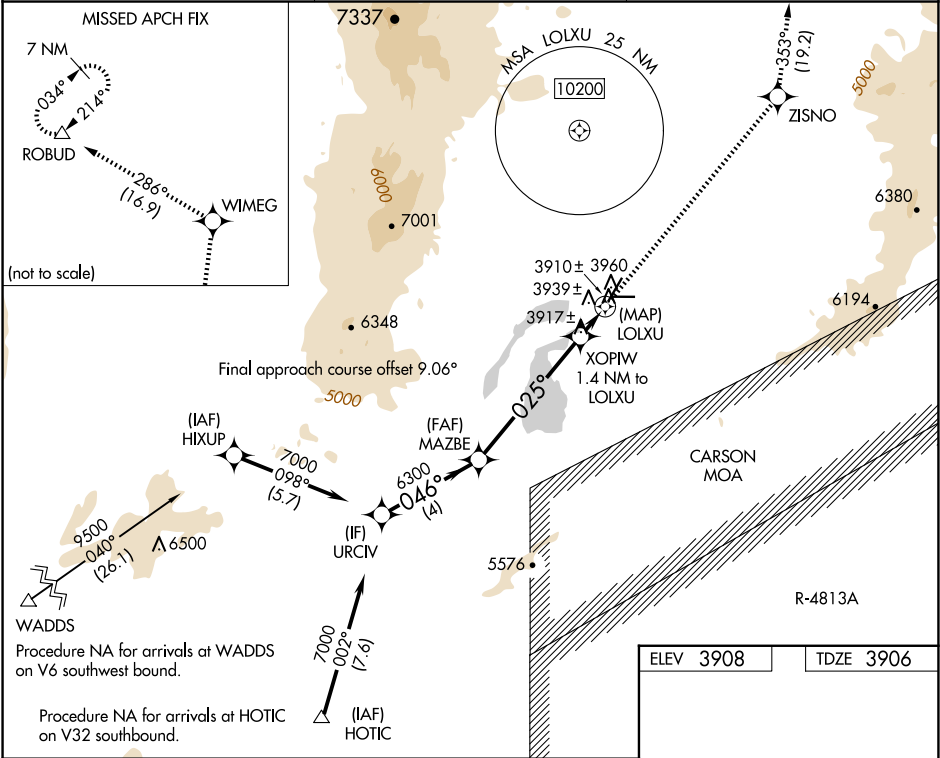 MISSED APCH FIX
7 NM
034°
214°
ROBUD
286°
(16.9)
WIMEG
(not to scale)
7337
6000
7001
6348
5000
MSA LOLXU 25 NM
10200
353°
(19.2)
ZISNO
5000
6380
6194
3910± 3960
3939±
3917±
(MAP)
LOLXU
XOPIW
1.4 NM to
LOLXU
Final approach course offset 9.06°
025°
(IAF)
HIXUP
7000
098°
(5.7)
(FAF)
MAZBE
6300
046°
(4)
(IF)
URCIV
CARSON
MOA
9500
040°
(26.1)
6500
5576
R-4813A
WADDS
Procedure NA for arrivals at WADDS
on V6 southwest bound.
7000
002°
(7.6)
(IAF)
HOTIC
Procedure NA for arrivals at HOTIC
on V32 southbound.
ELEV 3908
TDZE 3906